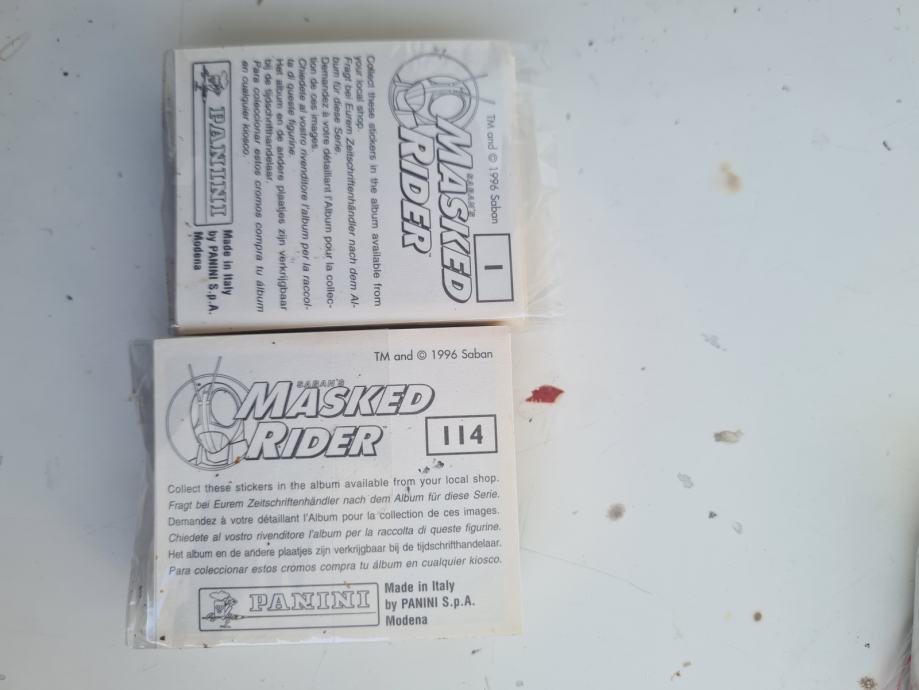 TM and © 1996 Saban
SABAN'S
MASKED
RIDER™
1
Collect these stickers in the album available from
your local shop.
Fragt bei Eurem Zeitschriftenhändler nach dem Al-
bum für diese Serie.
Demandez à votre détaillant l'Album pour la collec-
tion de ces images.
Chiedete al vostro rivenditore l'album per la raccol-
ta di queste figurine.
Het album en de andere plaatjes zijn verkrijgbaar
bij de tijdschrifthandelaar.
Para coleccionar estos cromos compra tu álbum
en cualquier kiosco.
PANINI
Made in Italy
by PANINI S.p.A.
Modena
TM and © 1996 Saban
SABAN'S
MASKED
RIDER™
114
Collect these stickers in the album available from your local shop.
Fragt bei Eurem Zeitschriftenhändler nach dem Album für diese Serie.
Demandez à votre détaillant l'Album pour la collection de ces images.
Chiedete al vostro rivenditore l'album per la raccolta di queste figurine.
Het album en de andere plaatjes zijn verkrijgbaar bij de tijdschrifthandelaar.
Para coleccionar estos cromos compra tu álbum en cualquier kiosco.
PANINI
Made in Italy
by PANINI S.p.A.
Modena